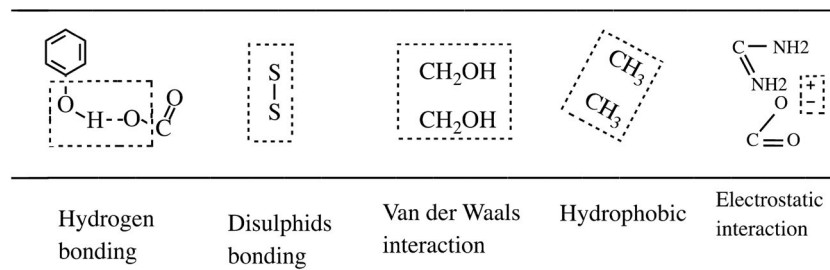 O
H
O
C
O
S
S
CH2OH
CH2OH
CH3
CH3
C
NH2
NH2
+
O
−
C
O
Hydrogen
bonding
Disulphids
bonding
Van der Waals
interaction
Hydrophobic
Electrostatic
interaction